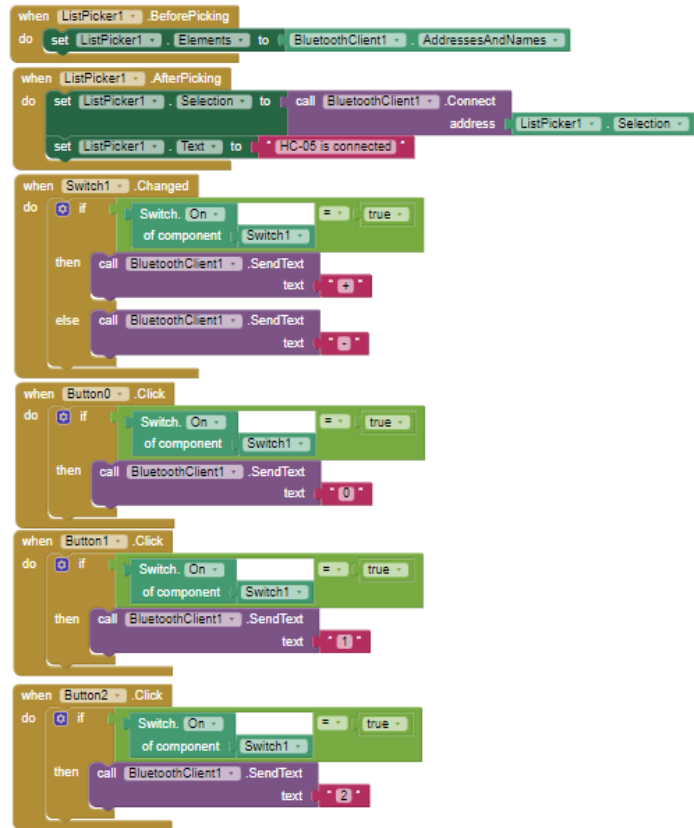 when ListPicker1 .BeforePicking
do set ListPicker1 . Elements to BluetoothClient1 . AddressesAndNames
when ListPicker1 .AfterPicking
do set ListPicker1 . Selection to call BluetoothClient1 .Connect
address ListPicker1 . Selection
set ListPicker1 . Text to " HC-05 is connected "
when Switch1 .Changed
do if Switch. On = true
of component Switch1
then call BluetoothClient1 .SendText
text " + "
else call BluetoothClient1 .SendText
text " - "
when Button0 .Click
do if Switch. On = true
of component Switch1
then call BluetoothClient1 .SendText
text " 0 "
when Button1 .Click
do if Switch. On = true
of component Switch1
then call BluetoothClient1 .SendText
text " 1 "
when Button2 .Click
do if Switch. On = true
of component Switch1
then call BluetoothClient1 .SendText
text " 2 "